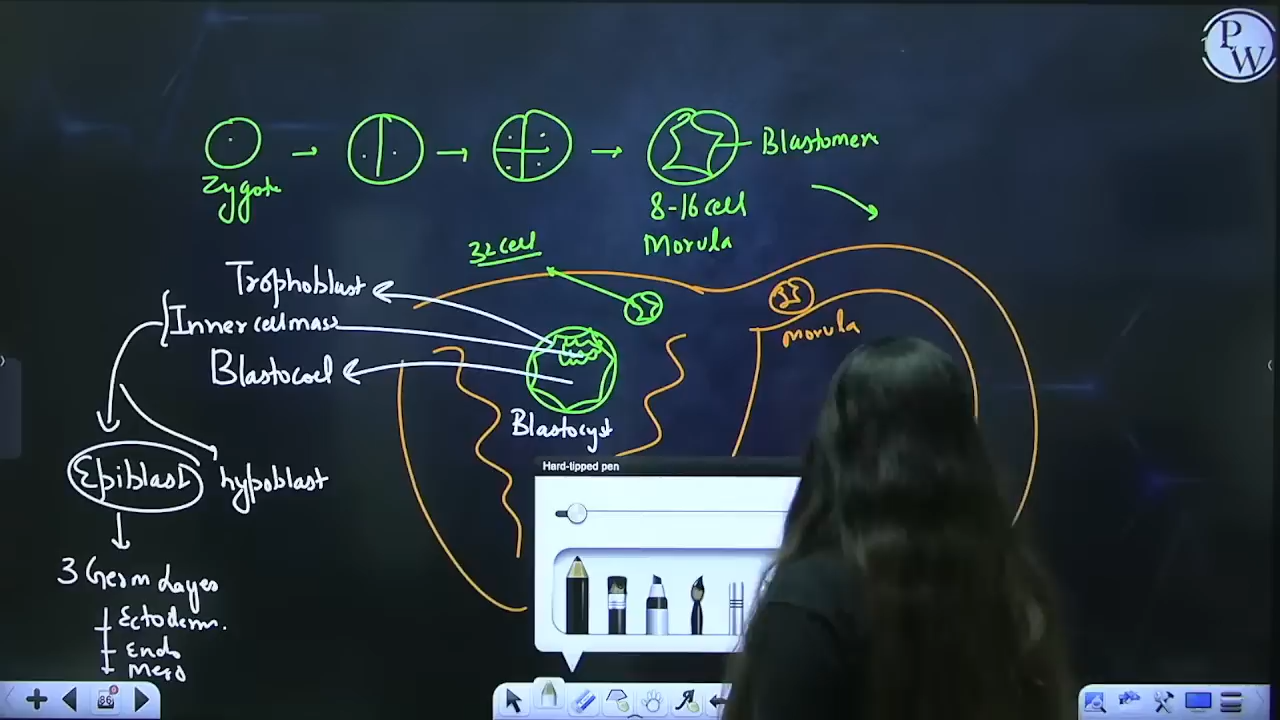 PW
Blastomere
Zygote
8-16 cell
Morula
32 cell
Trophoblast
Inner cell mass
Blastocoel
Morula
Blastocyst
Hard-tipped pen
Epiblast
hypoblast
3 Germ Layers
Ectoderm.
Endo
Meso
86